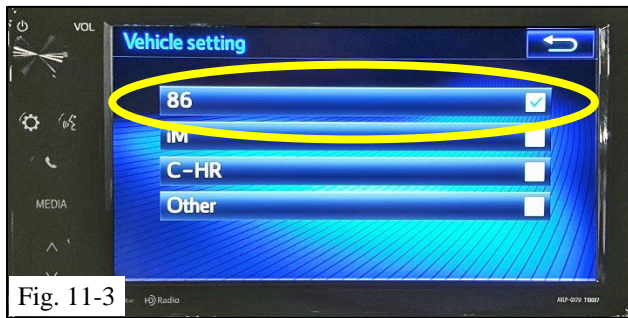 VOL
Vehicle setting
86
iM
C-HR
Other
MEDIA
Fig. 11-3
HD Radio